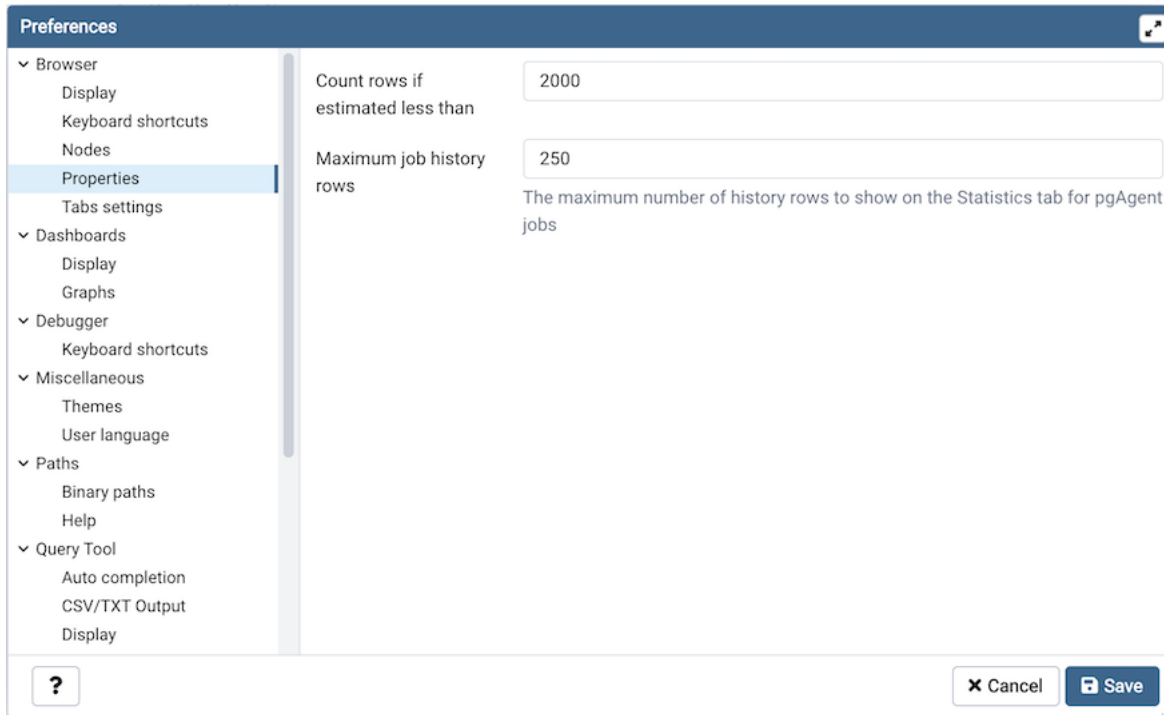 Preferences
Browser
Display
Keyboard shortcuts
Nodes
Properties
Tabs settings
Dashboards
Display
Graphs
Debugger
Keyboard shortcuts
Miscellaneous
Themes
User language
Paths
Binary paths
Help
Query Tool
Auto completion
CSV/TXT Output
Display
Count rows if
estimated less than
2000
Maximum job history
rows
250
The maximum number of history rows to show on the Statistics tab for pgAgent
jobs
?
Cancel
Save